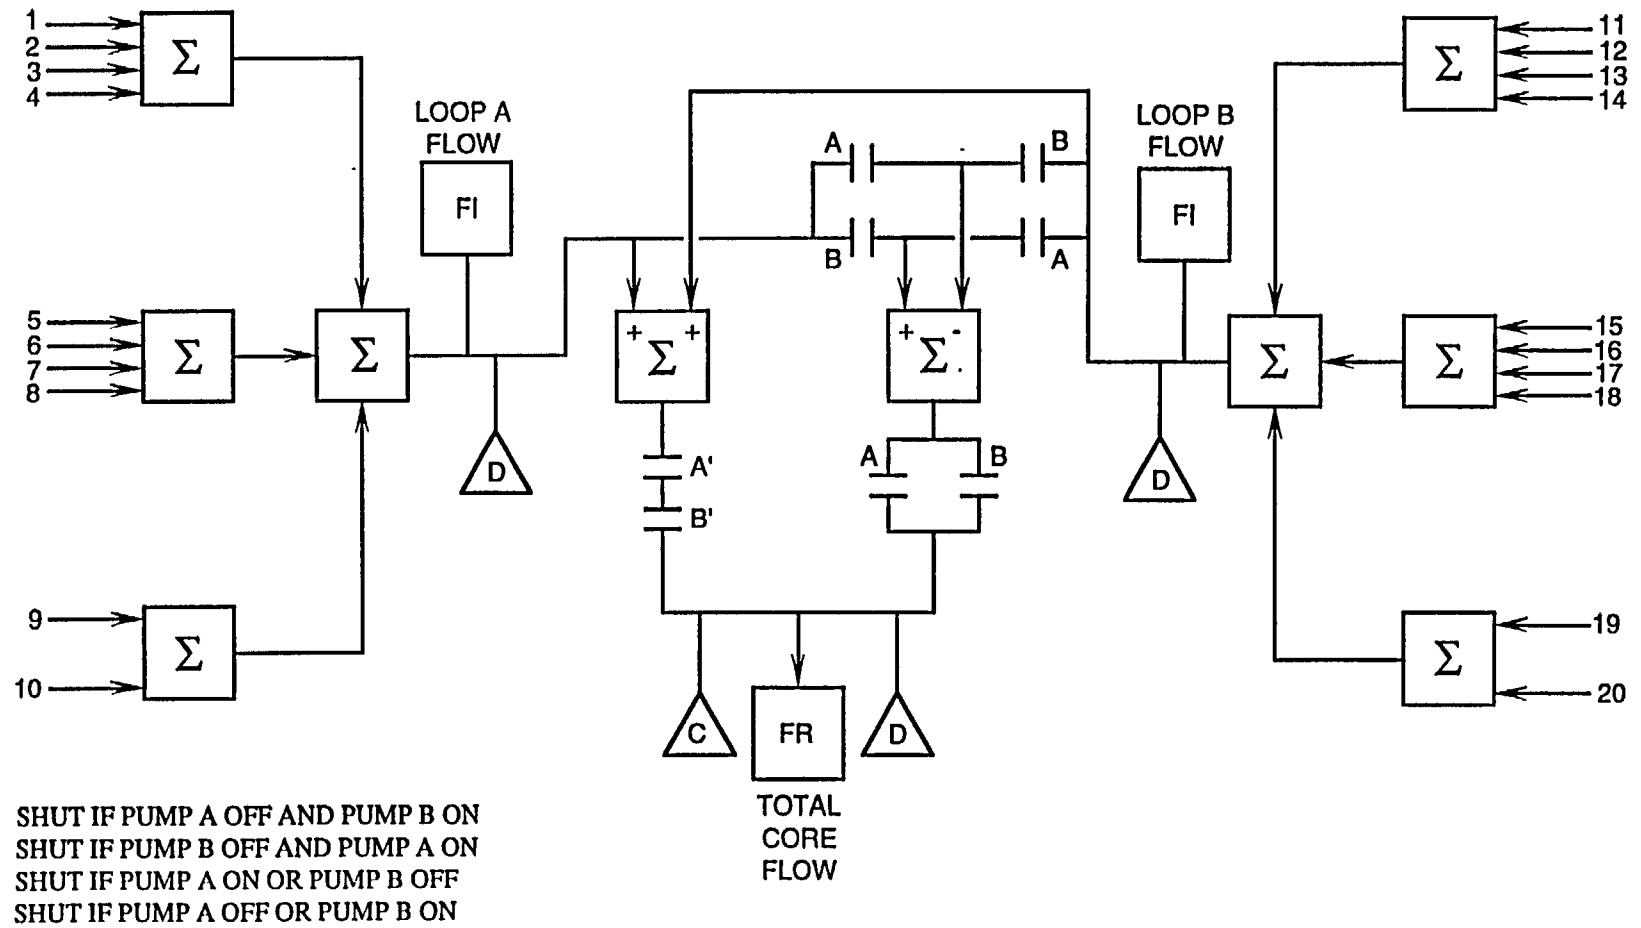 1
2
3
4
Σ
LOOP A
FLOW
FI
A
B
B
A
LOOP B
FLOW
FI
Σ
11
12
13
14
5
6
7
8
Σ
Σ
+ +
Σ
+ -
Σ
Σ
Σ
15
16
17
18
D
A'
B'
A
B
D
9
10
Σ
C
FR
D
TOTAL
CORE
FLOW
Σ
19
20
SHUT IF PUMP A OFF AND PUMP B ON
SHUT IF PUMP B OFF AND PUMP A ON
SHUT IF PUMP A ON OR PUMP B OFF
SHUT IF PUMP A OFF OR PUMP B ON